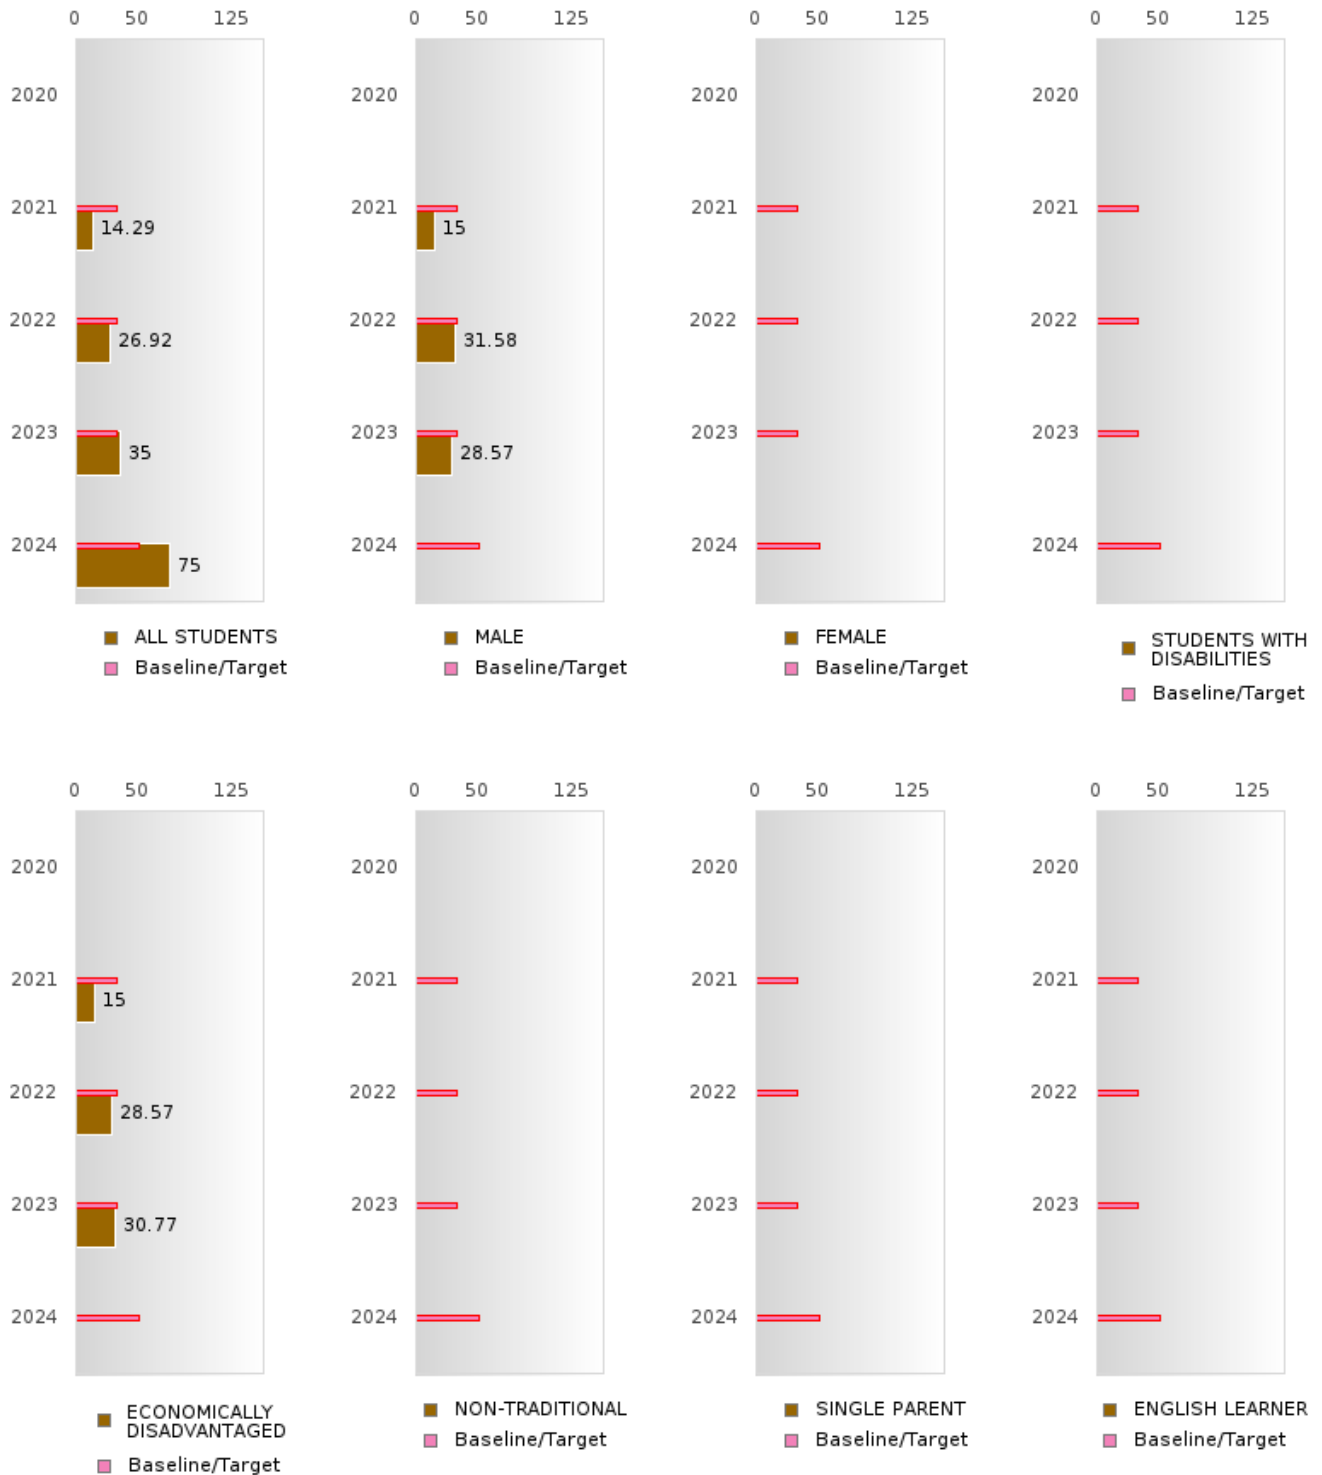 0 50 125
2020
2021
14.29
2022
26.92
2023
35
2024
75
ALL STUDENTS
Baseline/Target
0 50 125
2020
2021
15
2022
31.58
2023
28.57
2024
MALE
Baseline/Target
0 50 125
2020
2021
2022
2023
2024
FEMALE
Baseline/Target
0 50 125
2020
2021
2022
2023
2024
STUDENTS WITH
DISABILITIES
Baseline/Target
0 50 125
2020
2021
15
2022
28.57
2023
30.77
2024
ECONOMICALLY
DISADVANTAGED
Baseline/Target
0 50 125
2020
2021
2022
2023
2024
NON-TRADITIONAL
Baseline/Target
0 50 125
2020
2021
2022
2023
2024
SINGLE PARENT
Baseline/Target
0 50 125
2020
2021
2022
2023
2024
ENGLISH LEARNER
Baseline/Target